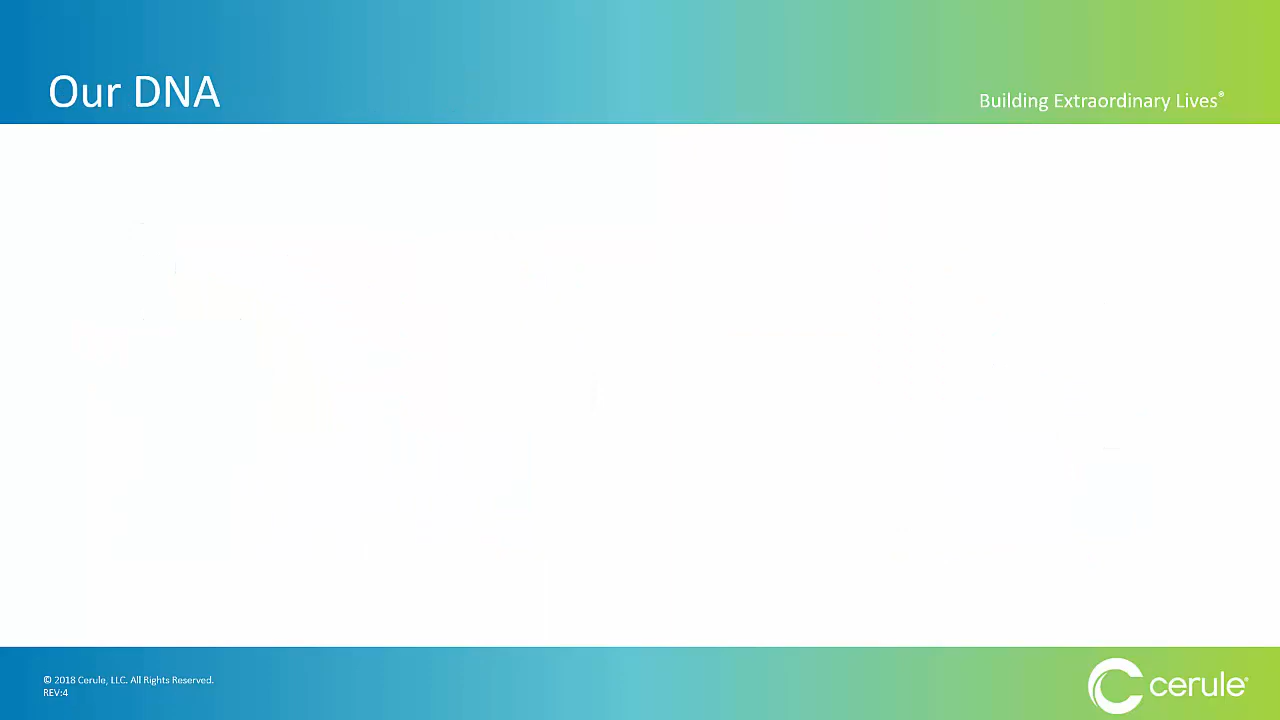 Our DNA
Building Extraordinary Lives®
© 2018 Cerule, LLC. All Rights Reserved.
REV:4
cerule®